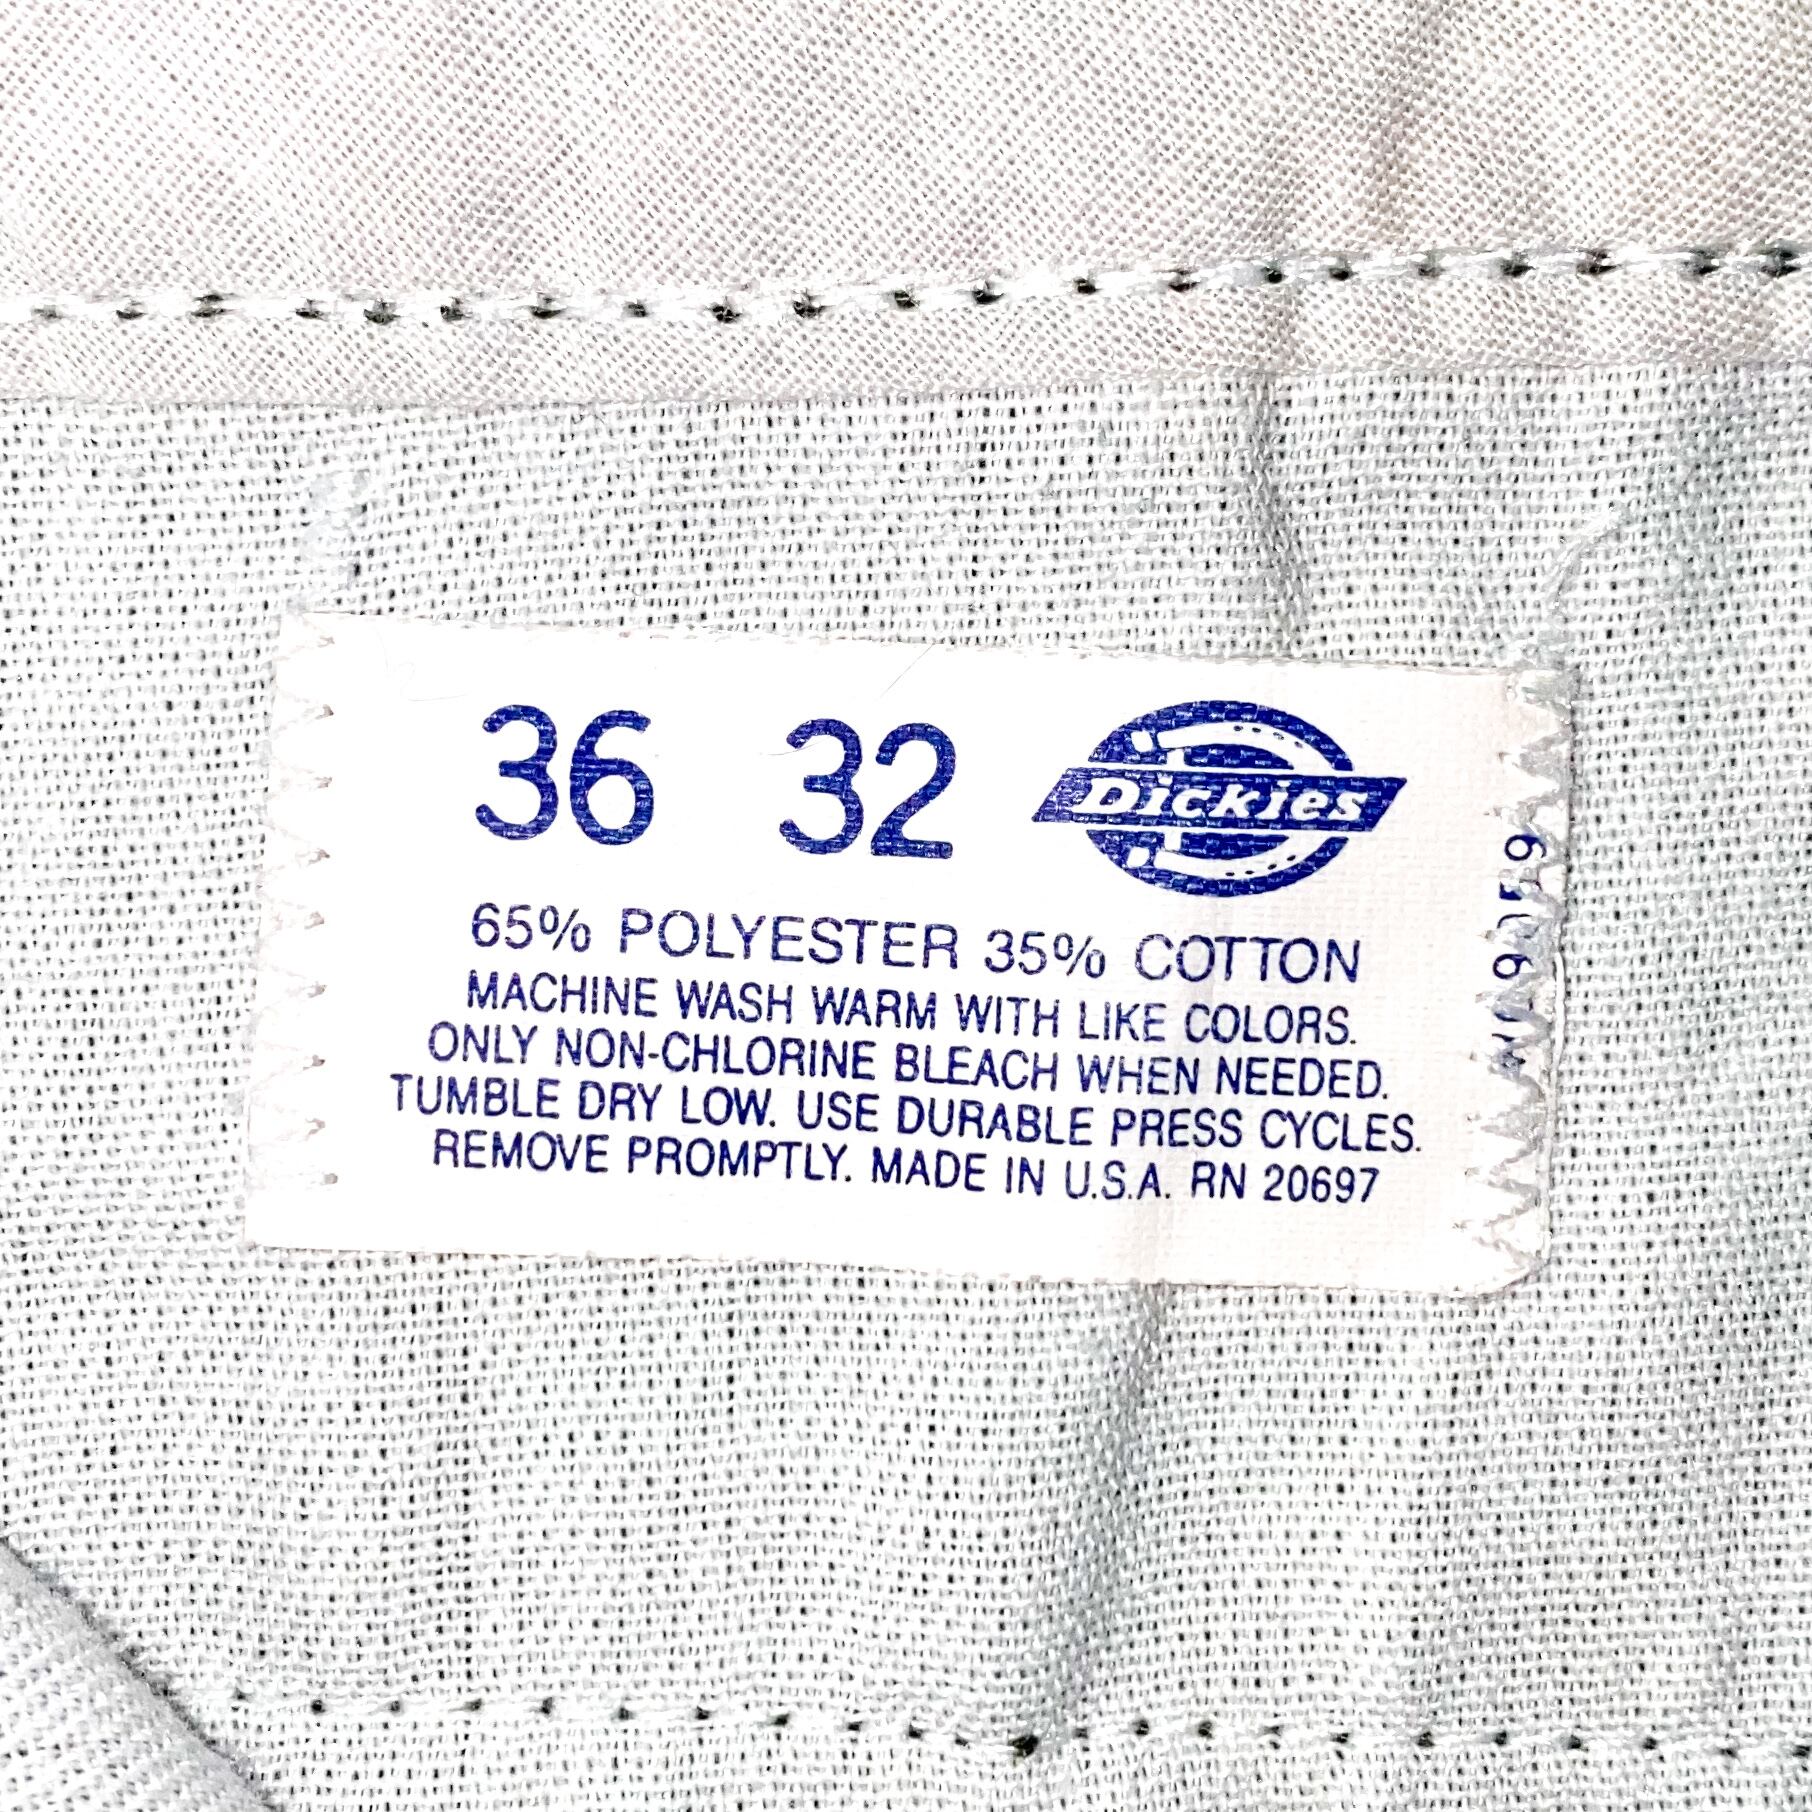 36 32 Dickies
65% POLYESTER 35% COTTON
MACHINE WASH WARM WITH LIKE COLORS.
ONLY NON-CHLORINE BLEACH WHEN NEEDED.
TUMBLE DRY LOW. USE DURABLE PRESS CYCLES.
REMOVE PROMPTLY. MADE IN U.S.A. RN 20697